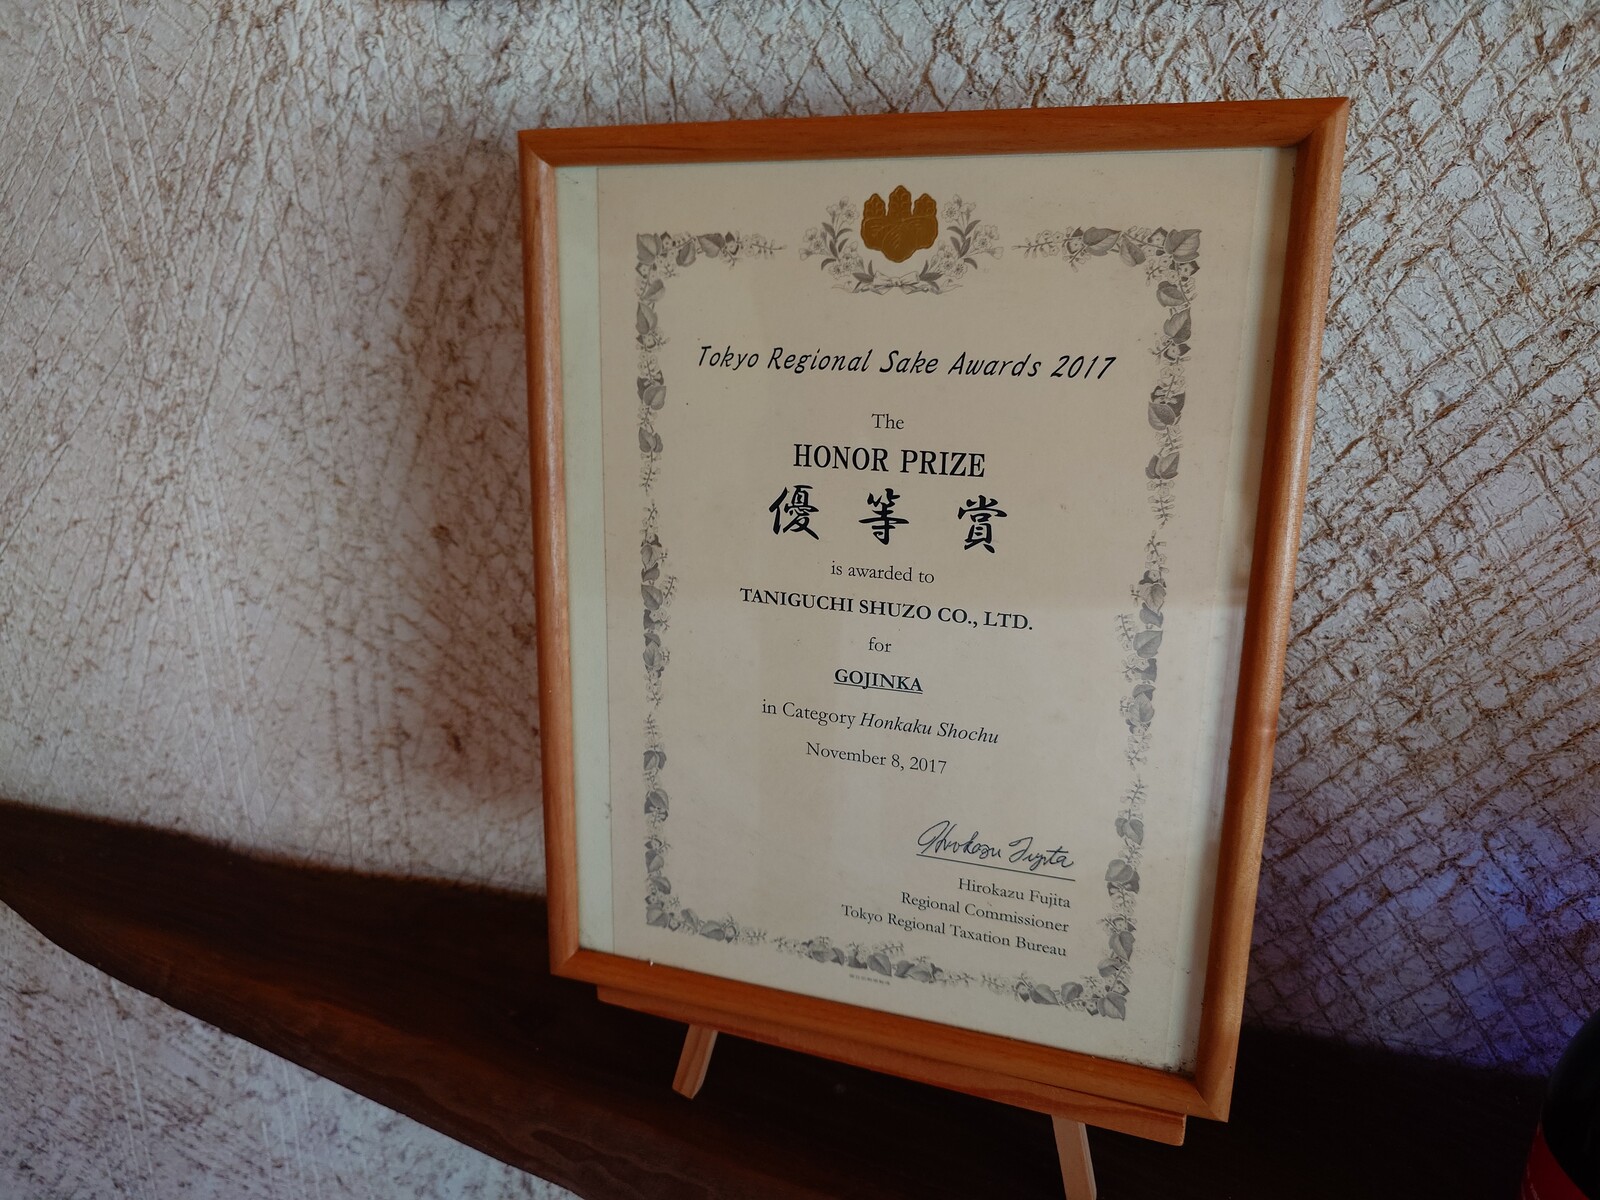 Tokyo Regional Sake Awards 2017
The
HONOR PRIZE
優等賞
is awarded to
TANIGUCHI SHUZO CO., LTD.
for
GOJINKA
in Category Honkaku Shochu
November 8, 2017
Hirokazu Fujita
Hirokazu Fujita
Regional Commissioner
Tokyo Regional Taxation Bureau